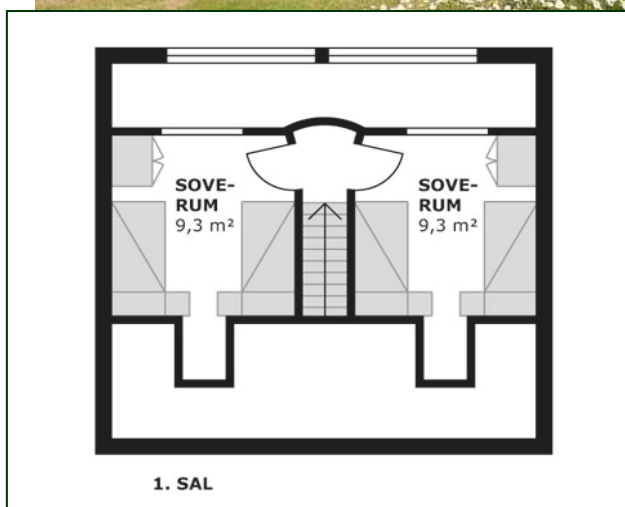 SOVE-
RUM
9,3 m²
SOVE-
RUM
9,3 m²
1. SAL